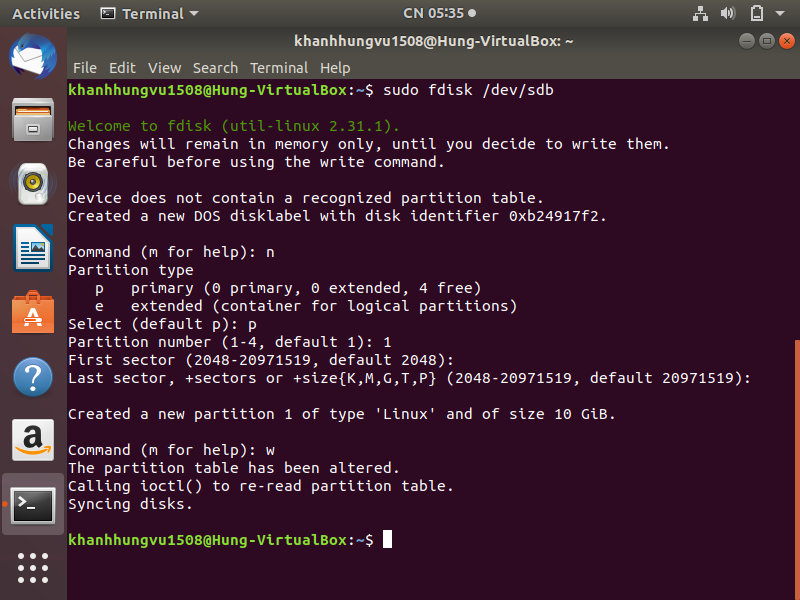 Activities Terminal CN 05:35
khanhhungvu1508@Hung-VirtualBox: ~
File Edit View Search Terminal Help
khanhhungvu1508@Hung-VirtualBox:~$ sudo fdisk /dev/sdb
Welcome to fdisk (util-linux 2.31.1).
Changes will remain in memory only, until you decide to write them.
Be careful before using the write command.
Device does not contain a recognized partition table.
Created a new DOS disklabel with disk identifier 0xb24917f2.
Command (m for help): n
Partition type
p primary (0 primary, 0 extended, 4 free)
e extended (container for logical partitions)
Select (default p): p
Partition number (1-4, default 1): 1
First sector (2048-20971519, default 2048):
Last sector, +sectors or +size{K,M,G,T,P} (2048-20971519, default 20971519):
Created a new partition 1 of type 'Linux' and of size 10 GiB.
Command (m for help): w
The partition table has been altered.
Calling ioctl() to re-read partition table.
Syncing disks.
khanhhungvu1508@Hung-VirtualBox:~$